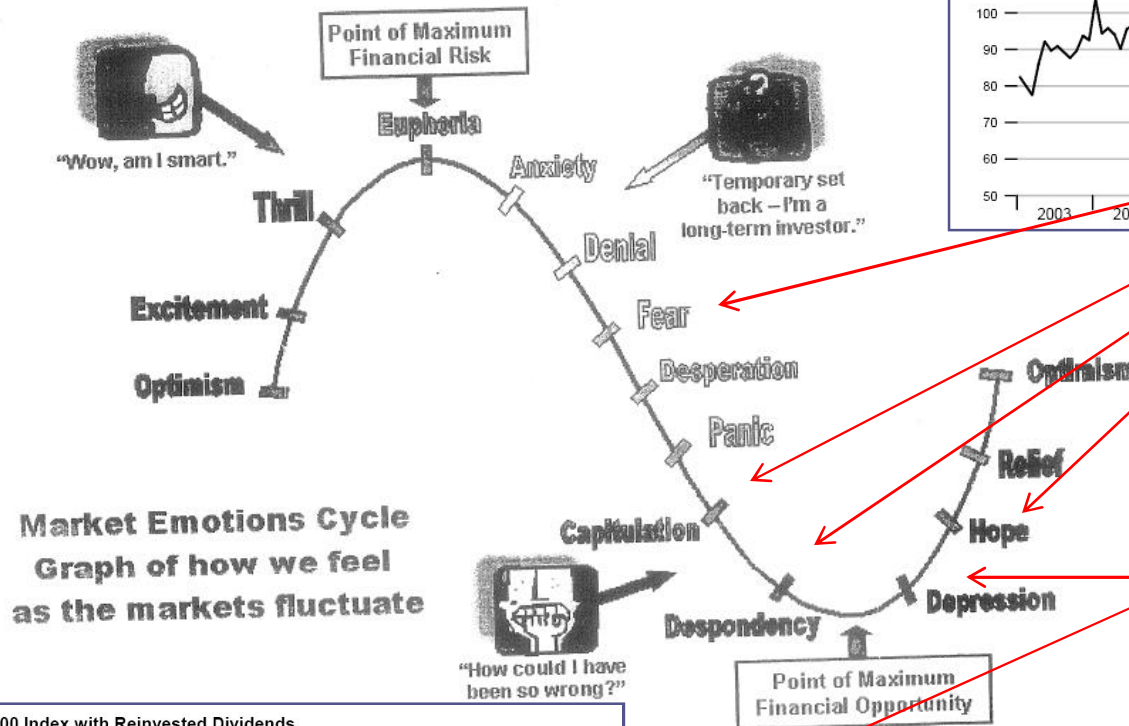 Point of Maximum
Financial Risk
Euphoria
"Wow, am I smart."
Thrill
Excitement
Optimism
Anxiety
?
"Temporary set
back – I'm a
long-term investor."
Denial
Fear
Desperation
Panic
Capitulation
Despondency
Depression
Hope
Relief
Optimism
"How could I have
been so wrong?"
Point of Maximum
Financial Opportunity
Market Emotions Cycle
Graph of how we feel
as the markets fluctuate
100
90
80
70
60
50
2003
20
00 Index with Reinvested Dividends